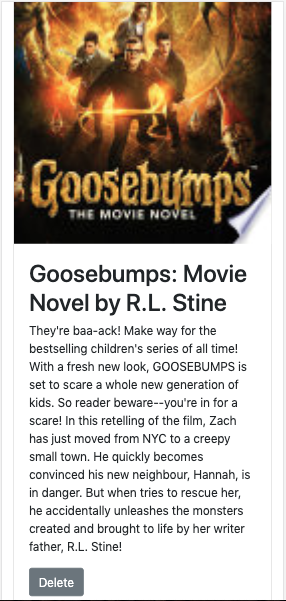 Goosebumps
THE MOVIE NOVEL
Goosebumps: Movie
Novel by R.L. Stine
They're baa-ack! Make way for the
bestselling children's series of all time!
With a fresh new look, GOOSEBUMPS is
set to scare a whole new generation of
kids. So reader beware--you're in for a
scare! In this retelling of the film, Zach
has just moved from NYC to a creepy
small town. He quickly becomes
convinced his new neighbour, Hannah, is
in danger. But when tries to rescue her,
he accidentally unleashes the monsters
created and brought to life by her writer
father, R.L. Stine!
Delete